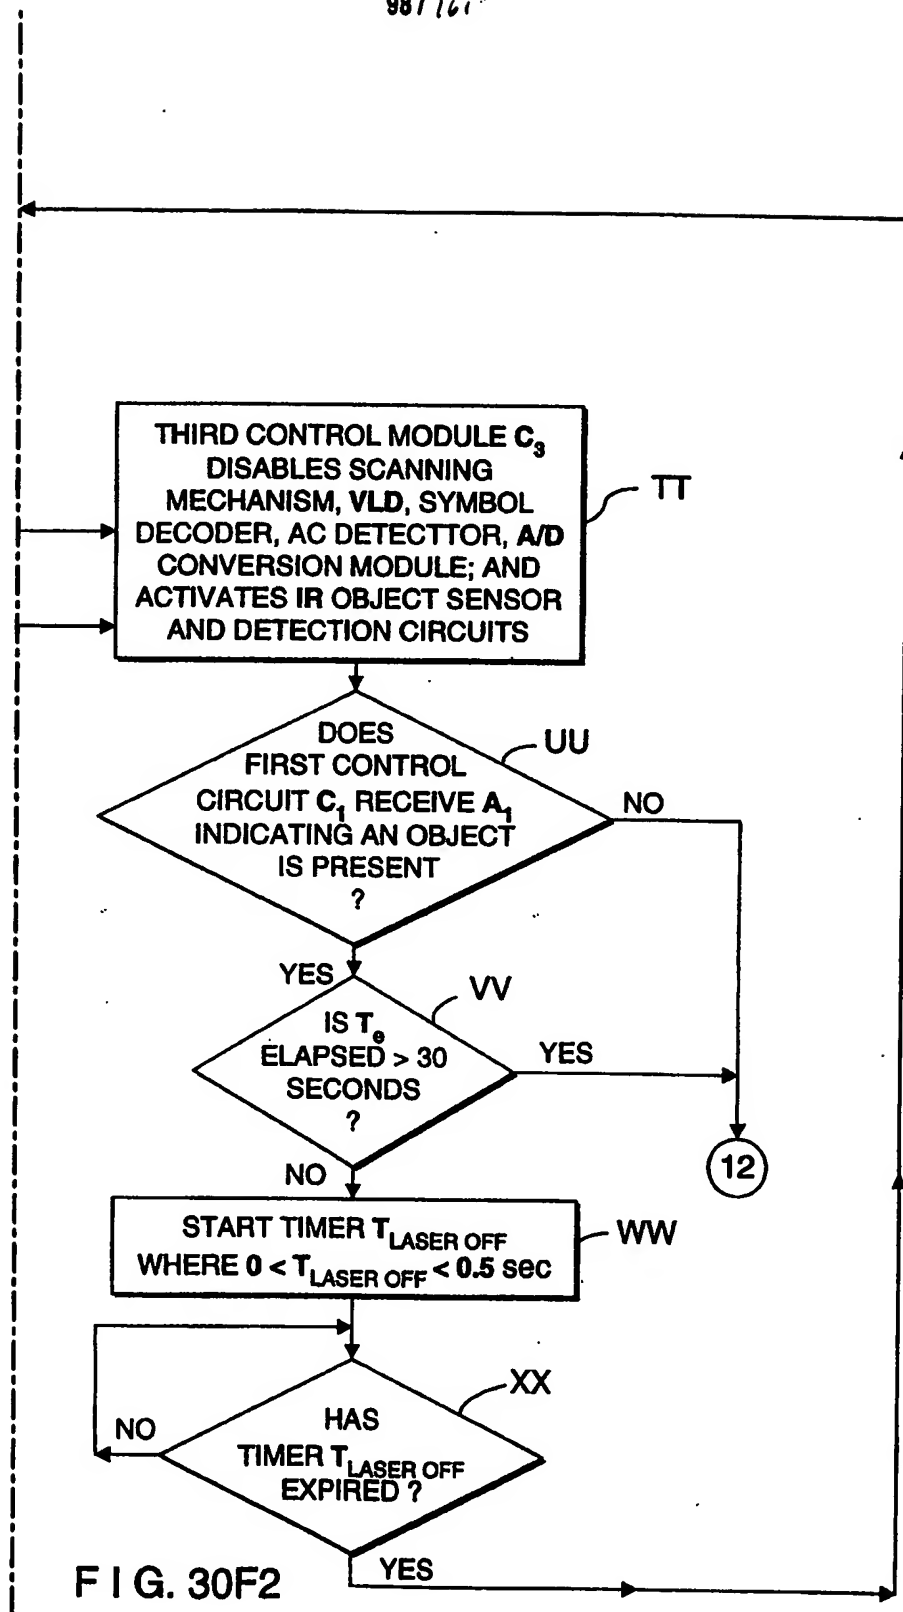 98/161
THIRD CONTROL MODULE C3
DISABLES SCANNING
MECHANISM, VLD, SYMBOL
DECODER, AC DETECTTOR, A/D
CONVERSION MODULE; AND
ACTIVATES IR OBJECT SENSOR
AND DETECTION CIRCUITS
TT
DOES
FIRST CONTROL
CIRCUIT C1 RECEIVE A1
INDICATING AN OBJECT
IS PRESENT
?
UU
NO
YES
IS Te
ELAPSED > 30
SECONDS
?
VV
YES
12
NO
START TIMER TLASER OFF
WHERE 0 < TLASER OFF < 0.5 sec
WW
HAS
TIMER TLASER OFF
EXPIRED ?
XX
NO
YES
FIG. 30F2